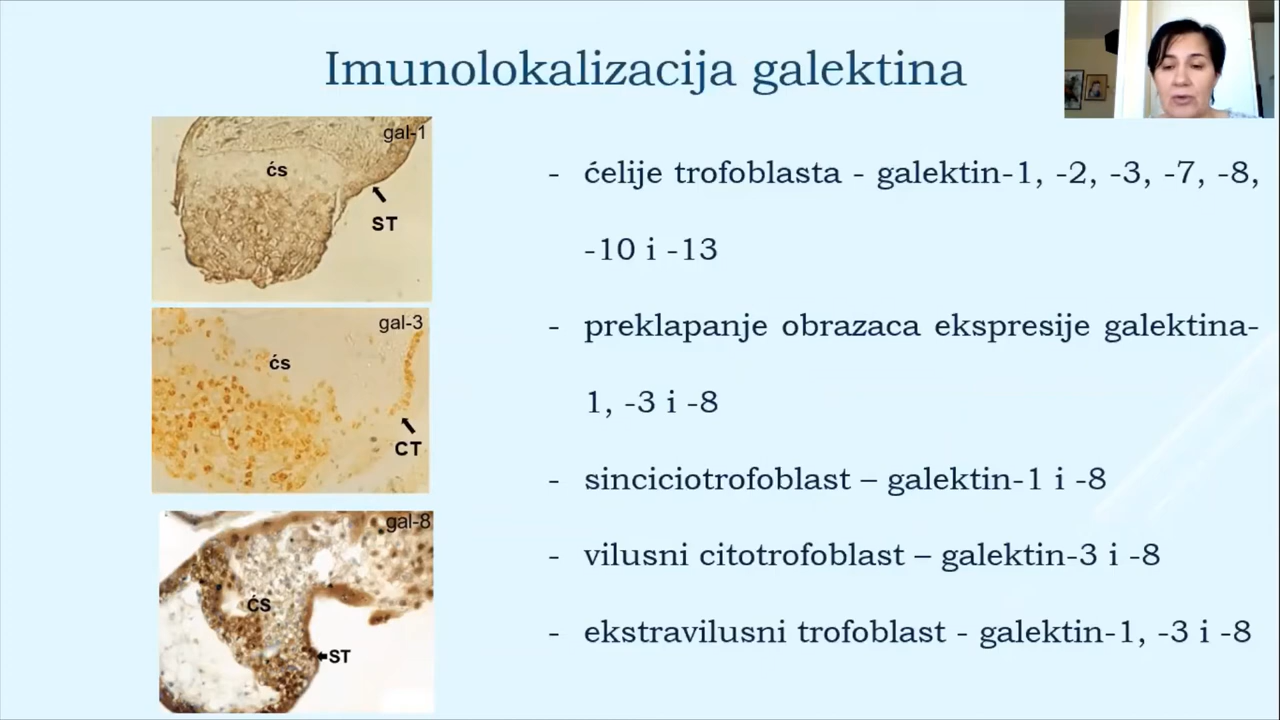 Imunolokalizacija galektina
gal-1
ćs
ST
gal-3
ćs
CT
gal-8
ćs
ST
- ćelije trofoblasta - galektin-1, -2, -3, -7, -8,
-10 i -13
- preklapanje obrazaca ekspresije galektina-
1, -3 i -8
- sinciciotrofoblast – galektin-1 i -8
- vilusni citotrofoblast – galektin-3 i -8
- ekstravilusni trofoblast - galektin-1, -3 i -8